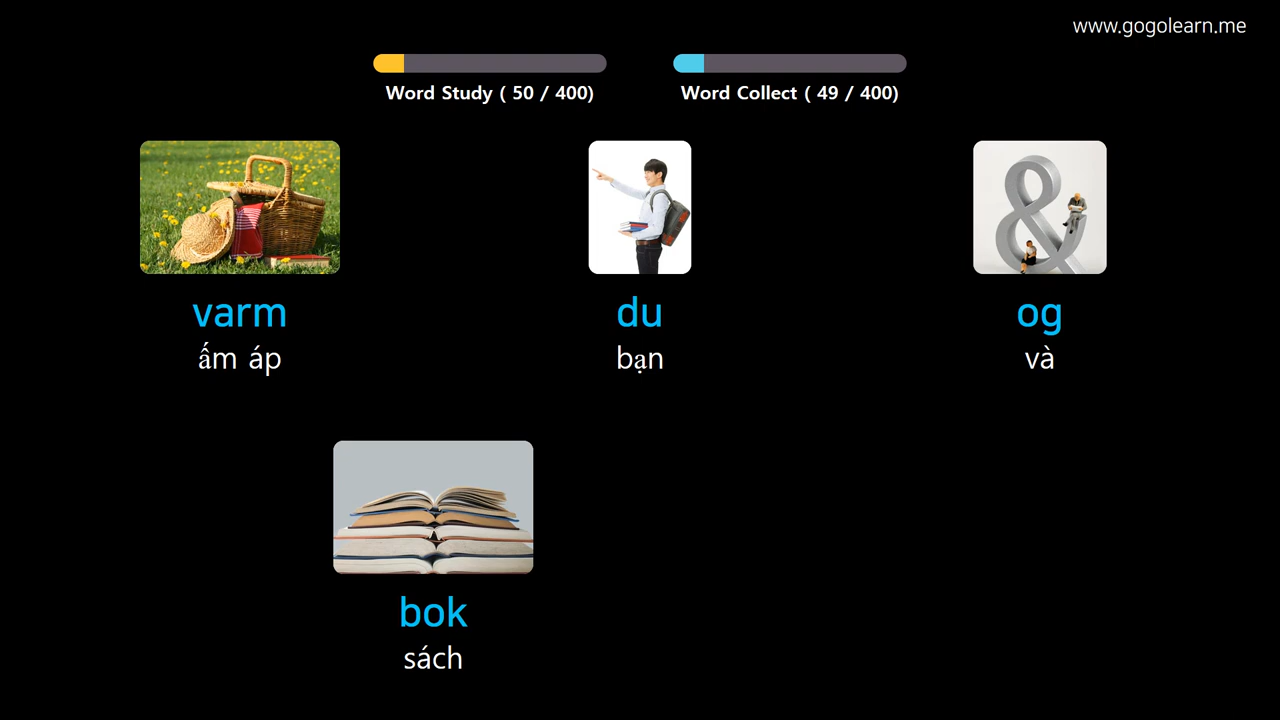 www.gogolearn.me
Word Study ( 50 / 400)
Word Collect ( 49 / 400)
varm
ấm áp
du
bạn
og
và
bok
sách